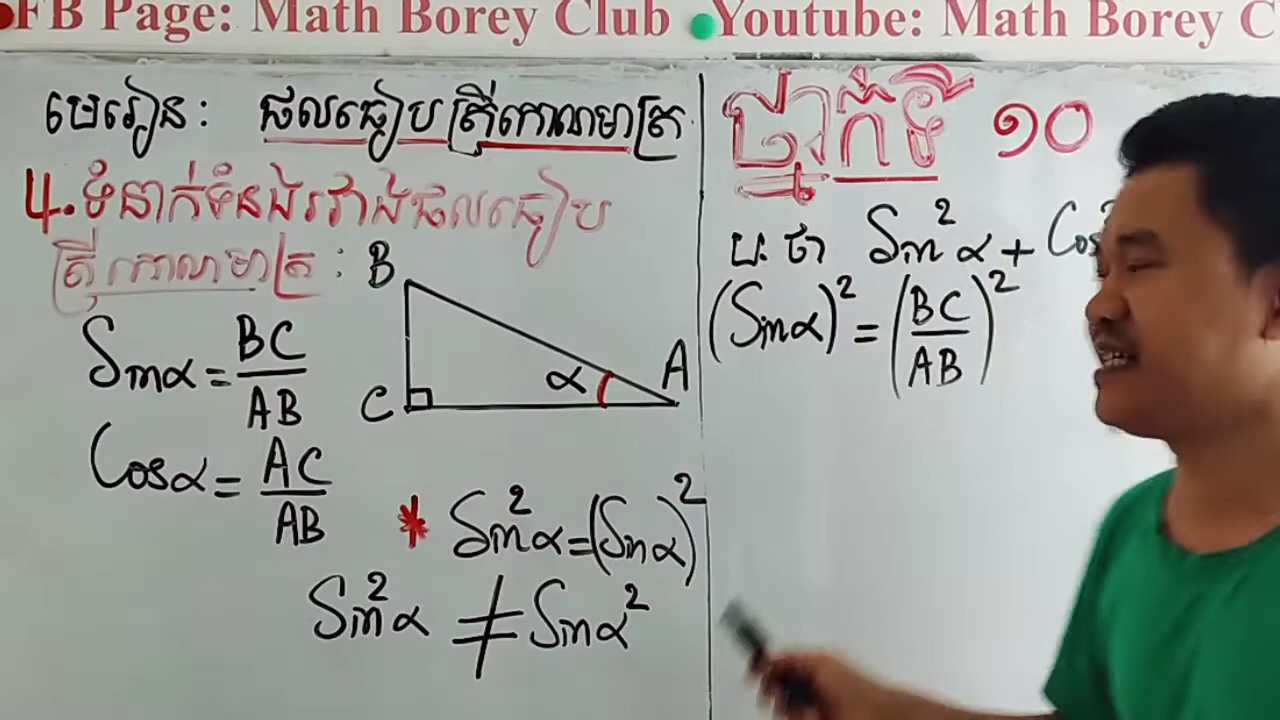 FB Page: Math Borey Club Youtube: Math Borey C
មេរៀន: ផលធៀបត្រីកោណមាត្រ
4. ទំនាក់ទំនងរវាងផលធៀប
ត្រីកោណមាត្រ :
B
C
α
A
Sinα = BC/AB
Cosα = AC/AB
* Sin²α = (Sinα)²
Sin²α ≠ Sinα²
ថ្នាក់ទី ១០
ប.ថា Sin²α + Cos²
(Sinα)² = (BC/AB)²